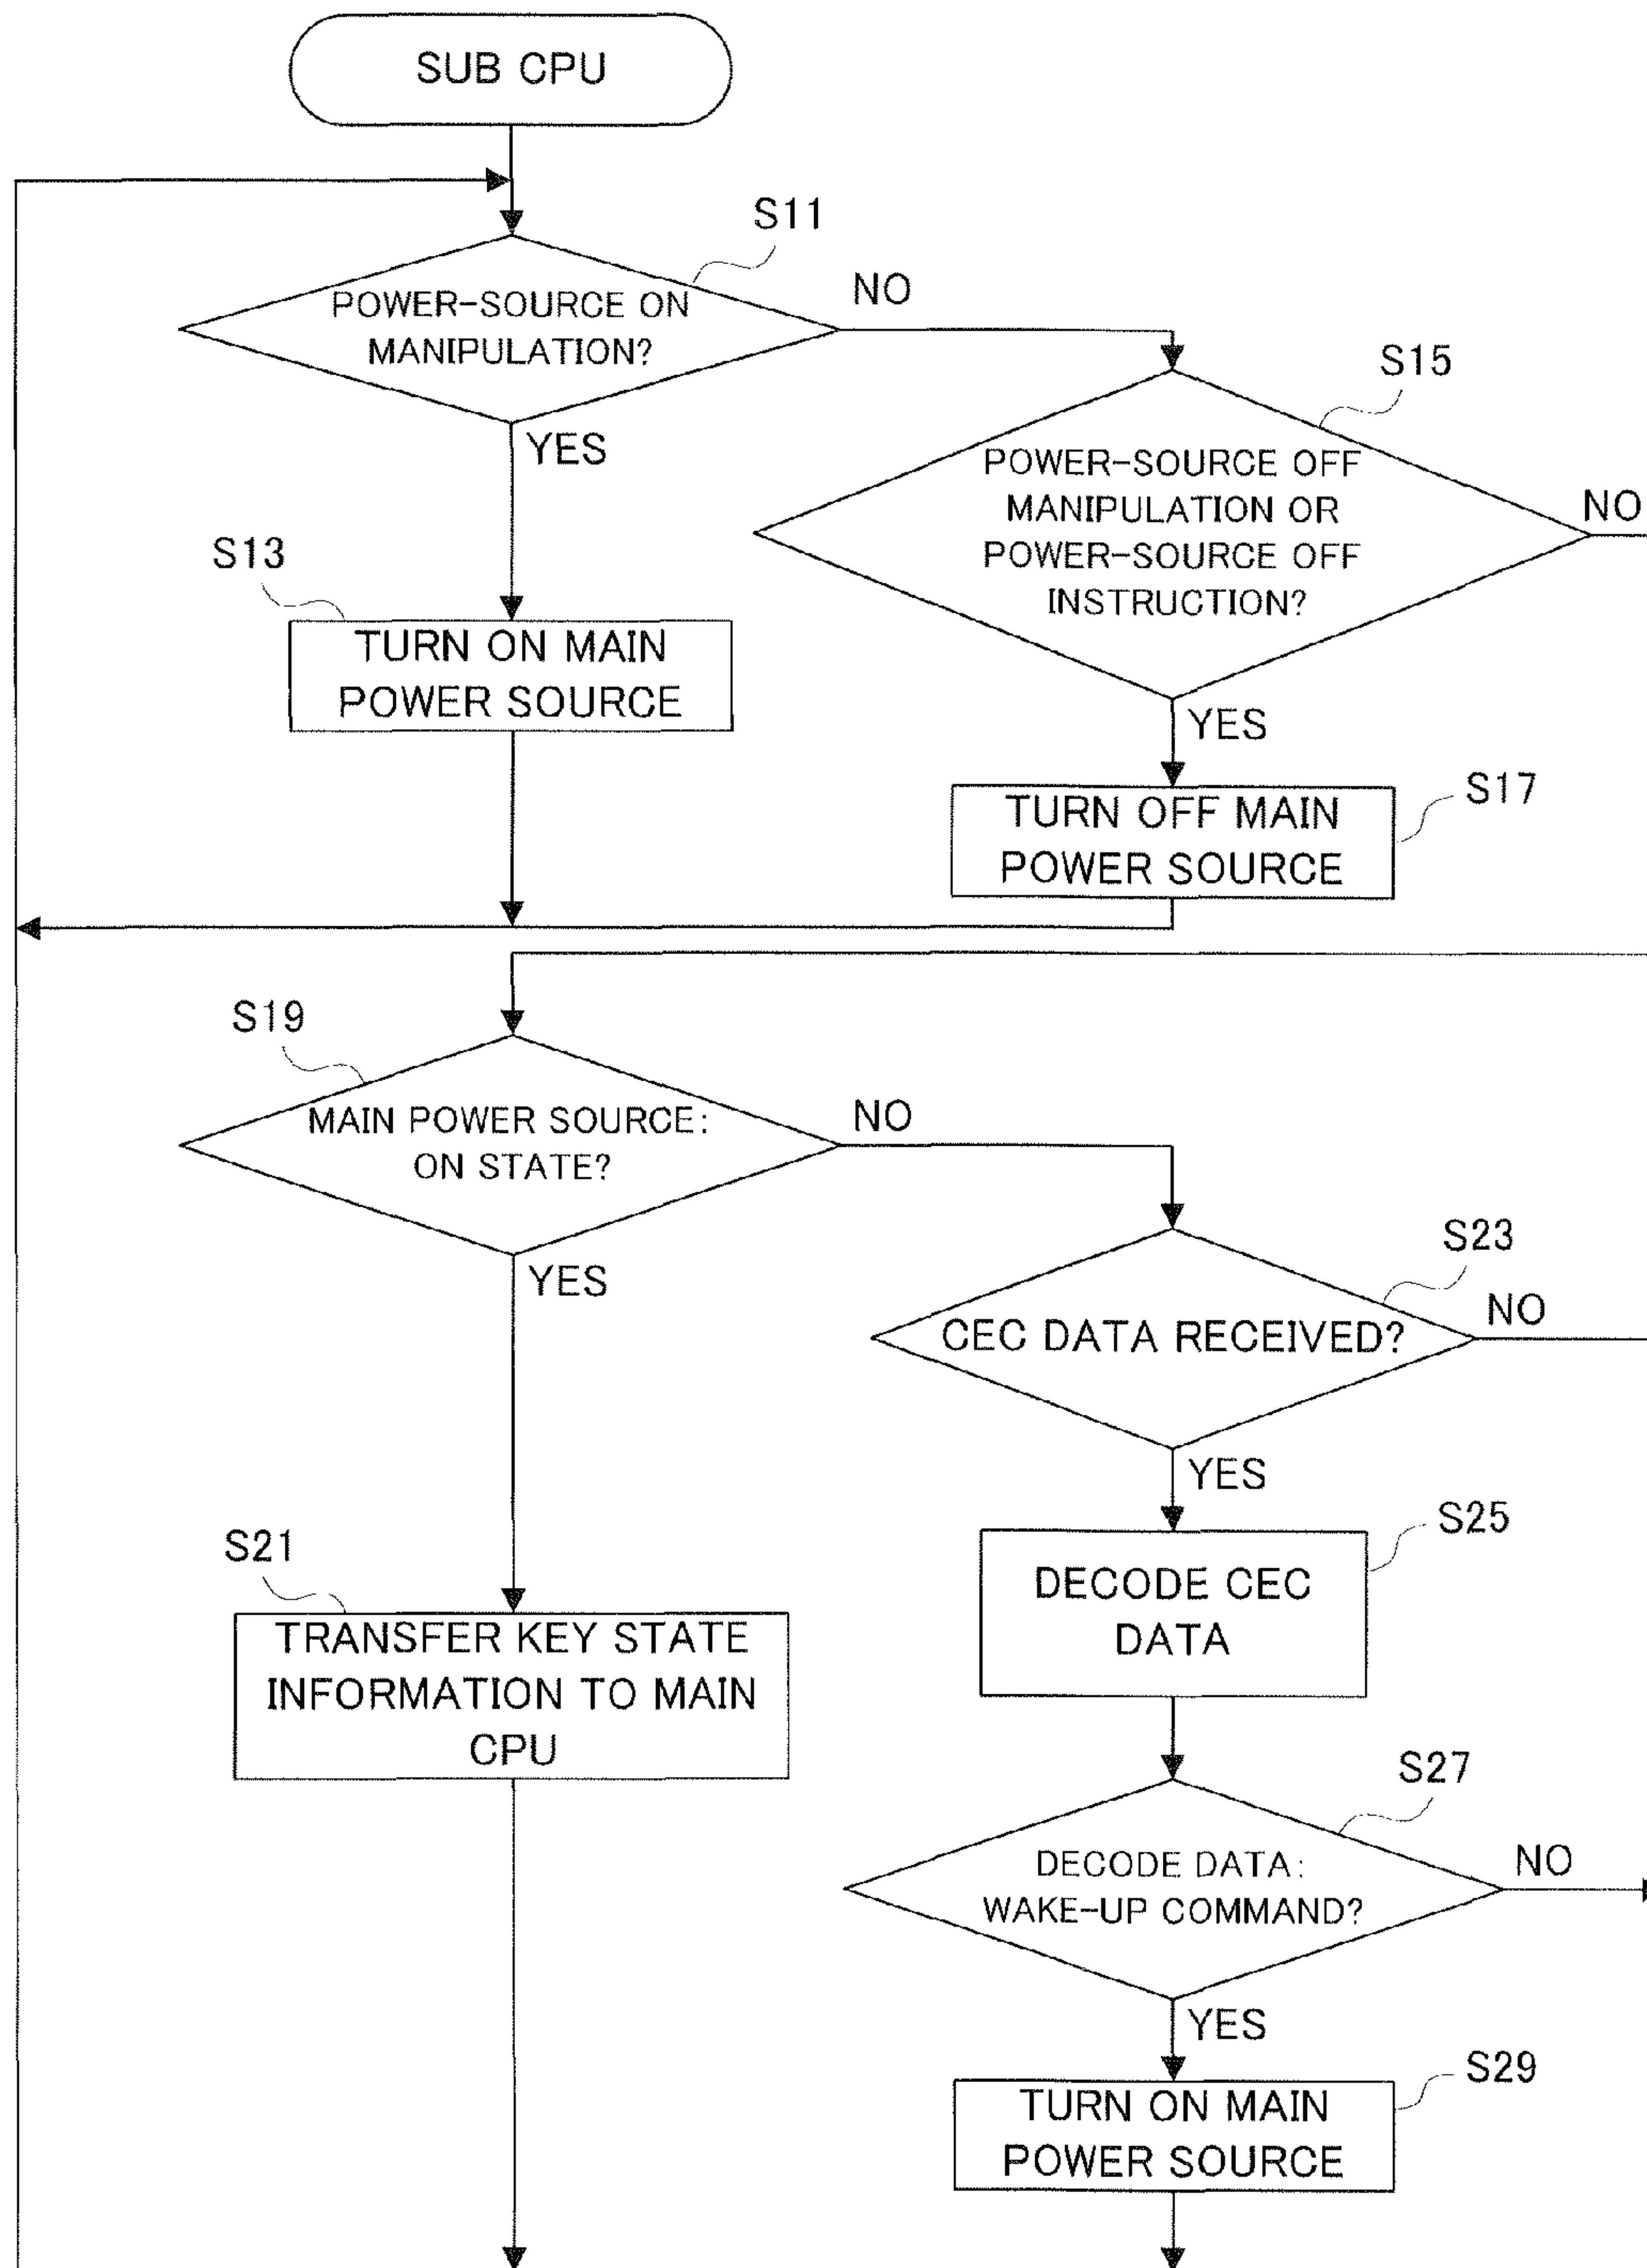 SUB CPU
S11
POWER-SOURCE ON
MANIPULATION?
NO
YES
S15
POWER-SOURCE OFF
MANIPULATION OR
POWER-SOURCE OFF
INSTRUCTION?
NO
YES
S13
TURN ON MAIN
POWER SOURCE
S17
TURN OFF MAIN
POWER SOURCE
S19
MAIN POWER SOURCE:
ON STATE?
NO
YES
S23
CEC DATA RECEIVED?
NO
YES
S21
TRANSFER KEY STATE
INFORMATION TO MAIN
CPU
S25
DECODE CEC
DATA
S27
DECODE DATA:
WAKE-UP COMMAND?
NO
YES
S29
TURN ON MAIN
POWER SOURCE